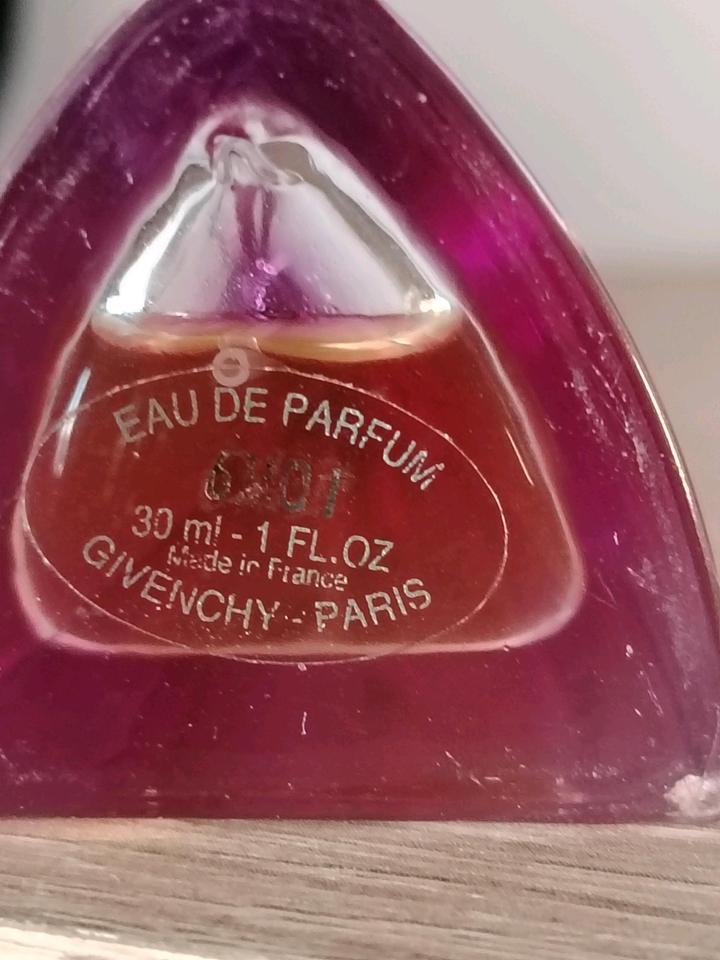 EAU DE PARFUM
30 ml - 1 FL.OZ
Made in France
GIVENCHY - PARIS